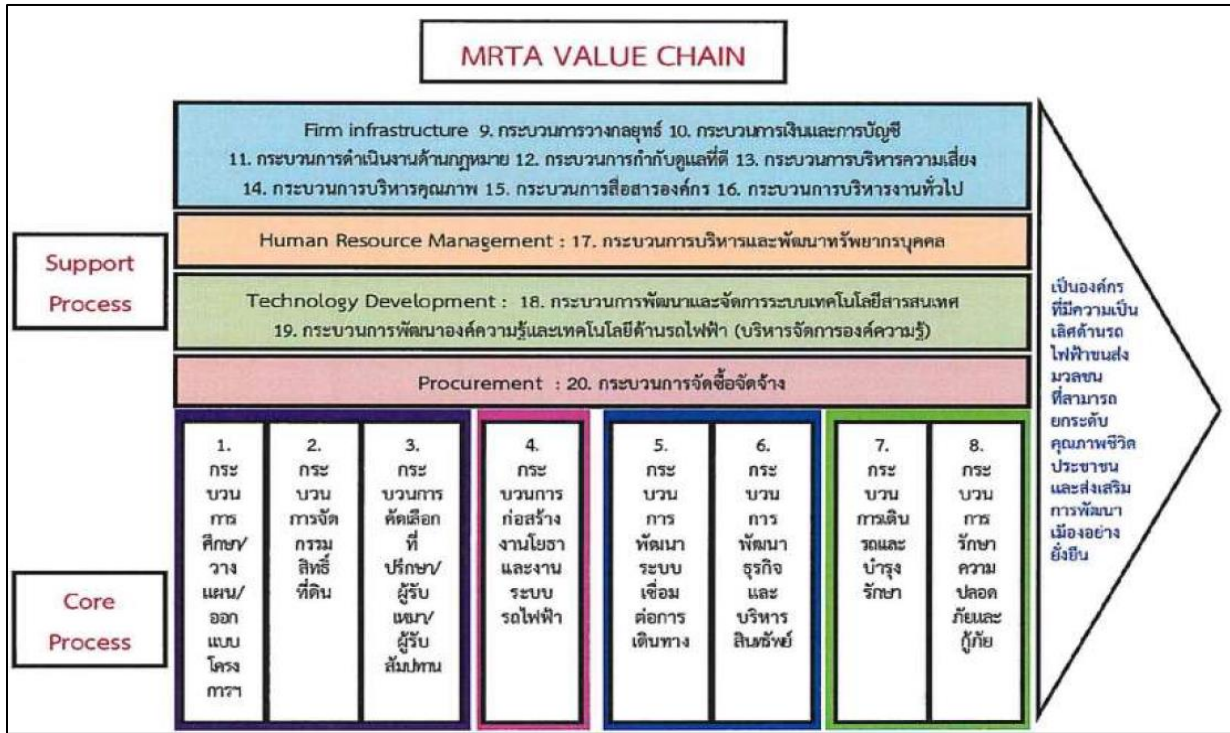 MRTA VALUE CHAIN
Firm infrastructure 9. กระบวนการวางกลยุทธ์ 10. กระบวนการเงินและการบัญชี
11. กระบวนการดำเนินงานด้านกฎหมาย 12. กระบวนการกำกับดูแลที่ดี 13. กระบวนการบริหารความเสี่ยง
14. กระบวนการบริหารคุณภาพ 15. กระบวนการสื่อสารองค์กร 16. กระบวนการบริหารงานทั่วไป
Support
Process
Human Resource Management : 17. กระบวนการบริหารและพัฒนาทรัพยากรบุคคล
Technology Development : 18. กระบวนการพัฒนาและจัดการระบบเทคโนโลยีสารสนเทศ
19. กระบวนการพัฒนาองค์ความรู้และเทคโนโลยีด้านรถไฟฟ้า (บริหารจัดการองค์ความรู้)
Procurement : 20. กระบวนการจัดซื้อจัดจ้าง
Core
Process
1.
กระ
บวน
การ
ศึกษา/
วาง
แผน/
ออก
แบบ
โครง
การฯ
2.
กระ
บวน
การจัด
กรรม
สิทธิ์
ที่ดิน
3.
กระ
บวนการ
คัดเลือก
ที่
ปรึกษา/
ผู้รับ
เหมา/
ผู้รับ
สัมปทาน
4.
กระ
บวนการ
ก่อสร้าง
งานโยธา
และงาน
ระบบ
รถไฟฟ้า
5.
กระ
บวน
การ
พัฒนา
ระบบ
เชื่อม
ต่อการ
เดินทาง
6.
กระ
บวน
การ
พัฒนา
ธุรกิจ
และ
บริหาร
สินทรัพย์
7.
กระ
บวน
การเดิน
รถและ
บำรุง
รักษา
8.
กระ
บวน
การ
รักษา
ความ
ปลอด
ภัยและ
กู้ภัย
เป็นองค์กร
ที่มีความเป็น
เลิศด้านรถ
ไฟฟ้าขนส่ง
มวลชน
ที่สามารถ
ยกระดับ
คุณภาพชีวิต
ประชาชน
และส่งเสริม
การพัฒนา
เมืองอย่าง
ยั่งยืน